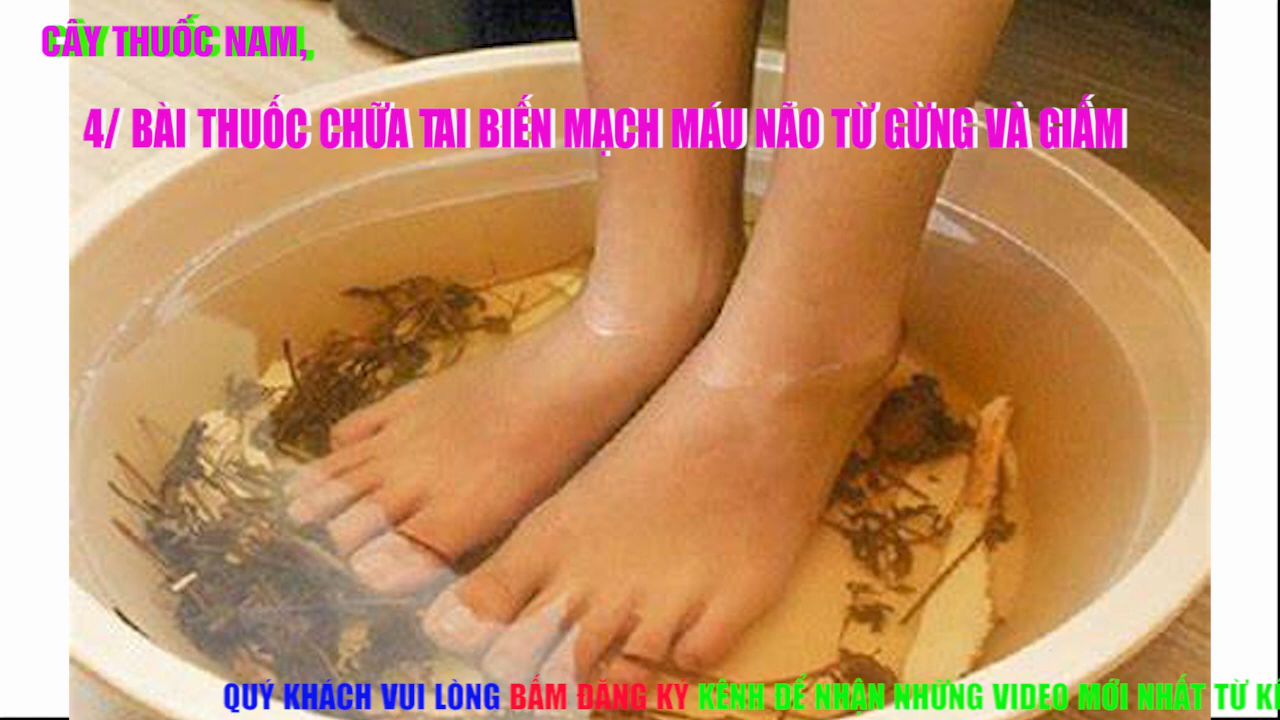 CÂY THUỐC NAM,
4/ BÀI THUỐC CHỮA TAI BIẾN MẠCH MÁU NÃO TỪ GỪNG VÀ GIẤM
QUÝ KHÁCH VUI LÒNG BẤM ĐĂNG KÝ KÊNH ĐỂ NHẬN NHỮNG VIDEO MỚI NHẤT TỪ